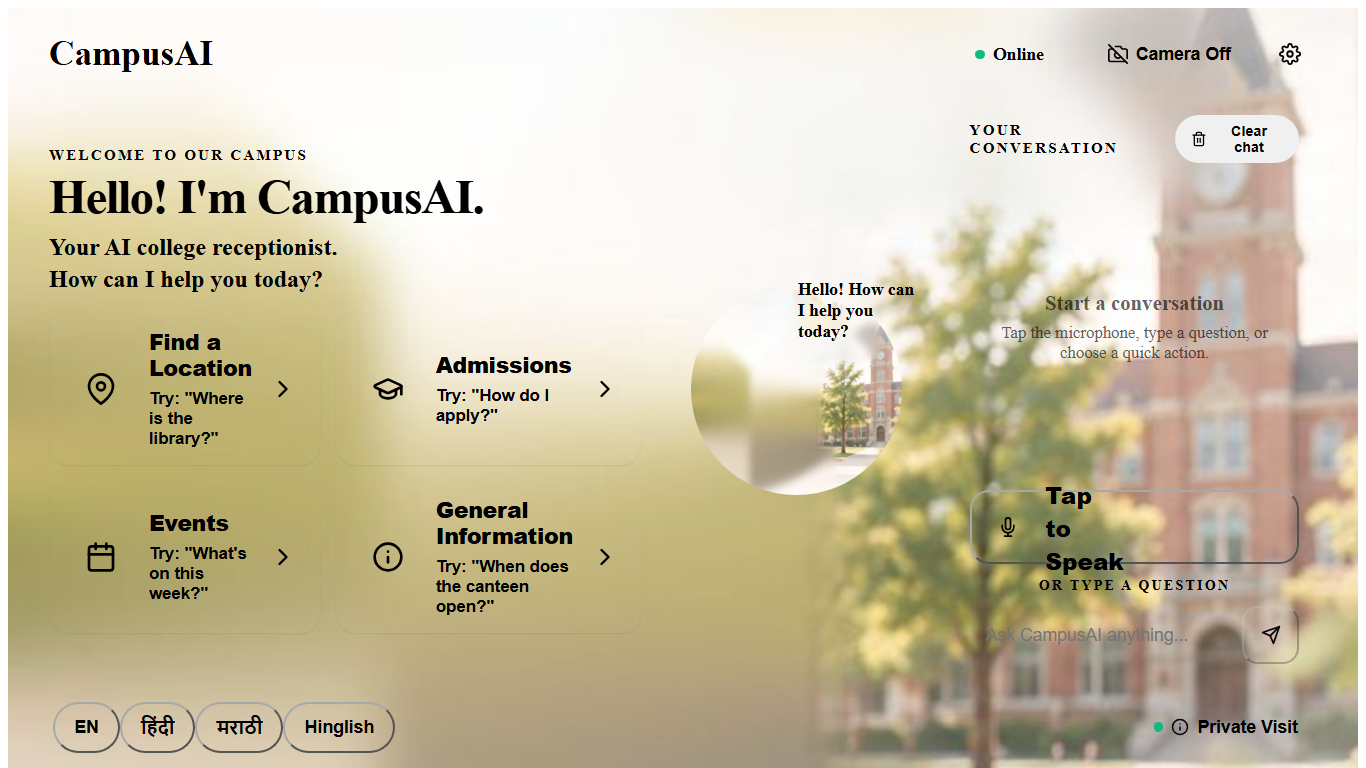 CampusAI
Online
Camera Off
YOUR
CONVERSATION
Clear
chat
WELCOME TO OUR CAMPUS
Hello! I'm CampusAI.
Your AI college receptionist.
How can I help you today?
Find a
Location
Try: "Where
is the
library?"
Admissions
Try: "How do I
apply?"
Events
Try: "What's
on this
week?"
General
Information
Try: "When does
the canteen
open?"
Hello! How can
I help you
today?
Start a conversation
Tap the microphone, type a question, or
choose a quick action.
Tap
to
Speak
OR TYPE A QUESTION
Ask CampusAI anything...
EN
हिंदी
मराठी
Hinglish
Private Visit